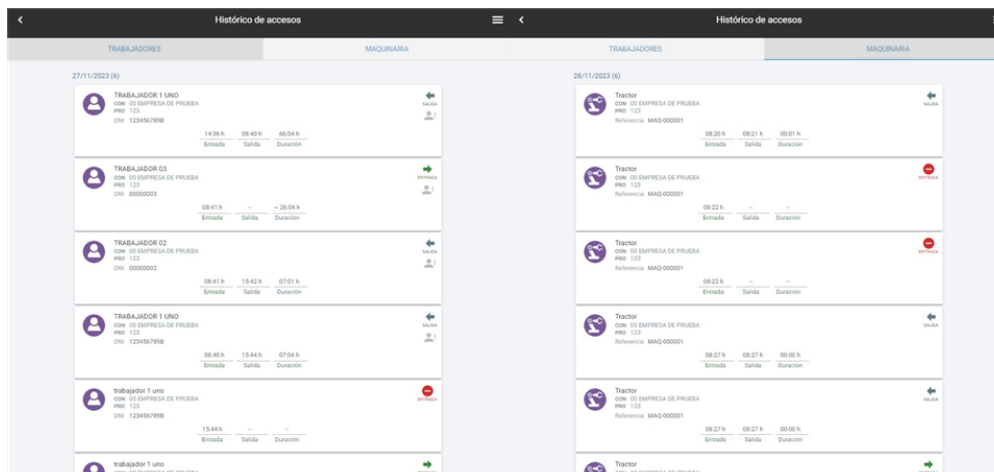 Histórico de accesos
TRABAJADORES MAQUINARIA
27/11/2023 (6)
TRABAJADOR 1 UNO
CON 00 EMPRESA DE PRUEBA
PRO 123
DNI 123456789B
SALIDA
14:36 h 08:40 h 66:04 h
Entrada Salida Duración
TRABAJADOR 03
CON 00 EMPRESA DE PRUEBA
PRO 123
DNI 00000003
ENTRADA
08:41 h -- ≈ 26:04 h
Entrada Salida Duración
TRABAJADOR 02
CON 00 EMPRESA DE PRUEBA
PRO 123
DNI 00000002
SALIDA
08:41 h 15:42 h 07:01 h
Entrada Salida Duración
TRABAJADOR 1 UNO
CON 00 EMPRESA DE PRUEBA
PRO 123
DNI 123456789B
SALIDA
08:40 h 15:44 h 07:04 h
Entrada Salida Duración
trabajador 1 uno
CON 00 EMPRESA DE PRUEBA
PRO 123
DNI 123456789B
ENTRADA
15:44 h -- --
Entrada Salida Duración
trabajador 1 uno
Histórico de accesos
TRABAJADORES MAQUINARIA
28/11/2023 (6)
Tractor
CON 00 EMPRESA DE PRUEBA
PRO 123
Referencia MAQ-000001
SALIDA
08:20 h 08:21 h 00:01 h
Entrada Salida Duración
Tractor
CON 00 EMPRESA DE PRUEBA
PRO 123
Referencia MAQ-000001
ENTRADA
08:22 h -- --
Entrada Salida Duración
Tractor
CON 00 EMPRESA DE PRUEBA
PRO 123
Referencia MAQ-000001
ENTRADA
08:22 h -- --
Entrada Salida Duración
Tractor
CON 00 EMPRESA DE PRUEBA
PRO 123
Referencia MAQ-000001
SALIDA
08:27 h 08:27 h 00:00 h
Entrada Salida Duración
Tractor
CON 00 EMPRESA DE PRUEBA
PRO 123
Referencia MAQ-000001
SALIDA
08:27 h 08:27 h 00:00 h
Entrada Salida Duración
Tractor